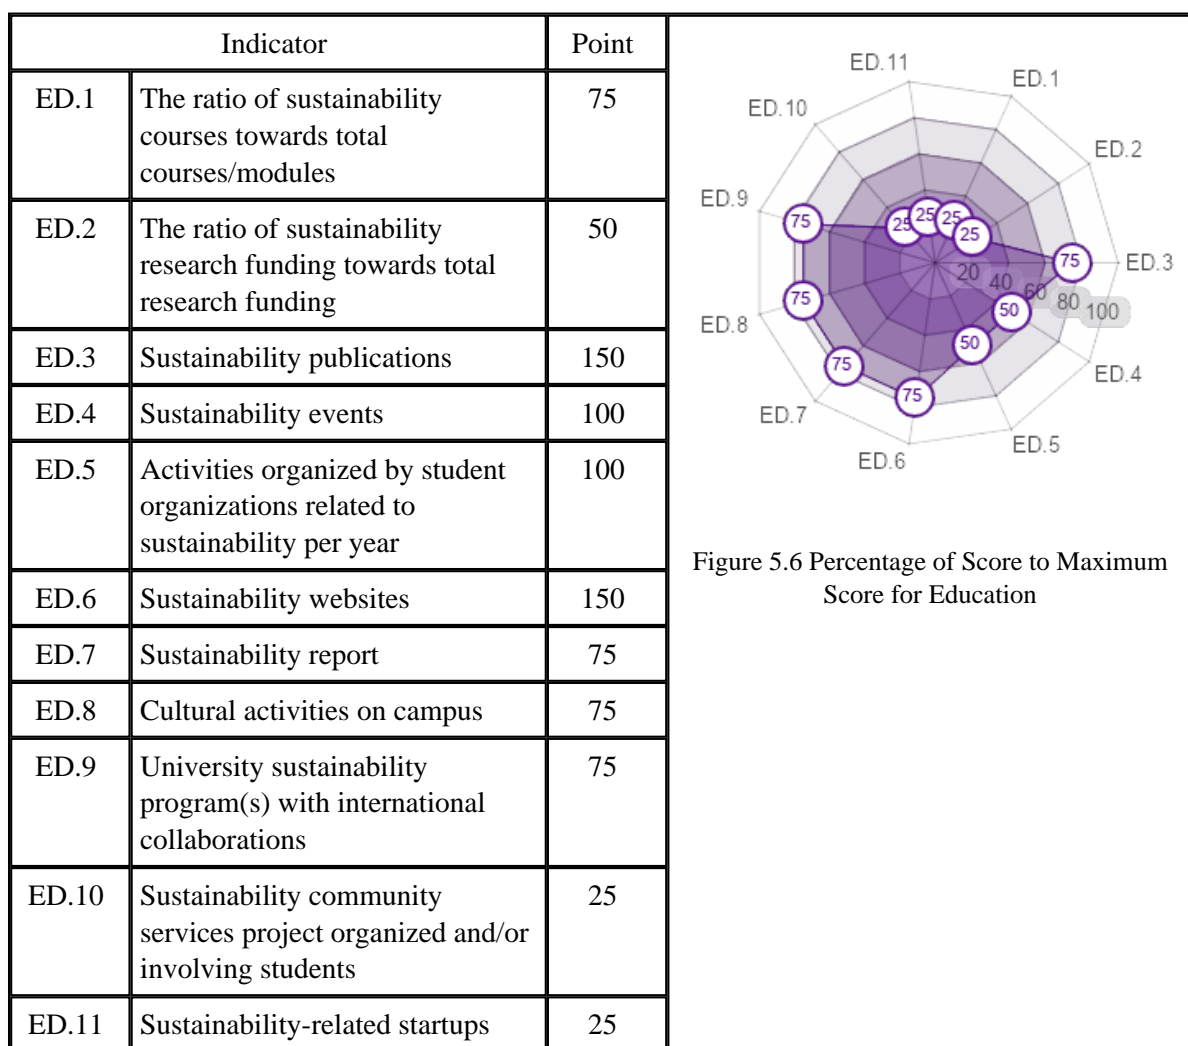 Indicator Point
ED.1 The ratio of sustainability 75
courses towards total
courses/modules
ED.2 The ratio of sustainability 50
research funding towards total
research funding
ED.3 Sustainability publications 150
ED.4 Sustainability events 100
ED.5 Activities organized by student 100
organizations related to
sustainability per year
ED.6 Sustainability websites 150
ED.7 Sustainability report 75
ED.8 Cultural activities on campus 75
ED.9 University sustainability 75
program(s) with international
collaborations
ED.10 Sustainability community 25
services project organized and/or
involving students
ED.11 Sustainability-related startups 25
ED.11
ED.1
ED.10
ED.2
ED.9
75 25 25 25 25
75 ED.3
20 40 60 80 100
ED.8 75 50
50
ED.4
75
ED.7
75
ED.5
ED.6
Figure 5.6 Percentage of Score to Maximum
Score for Education